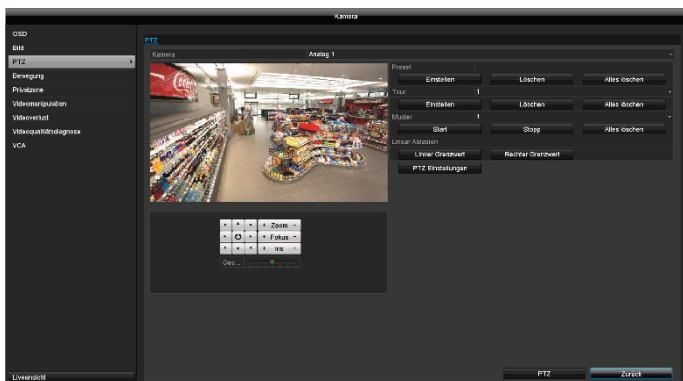 Kamera
OSD
Bild
PTZ
Bewegung
Privatzone
Videomanipulation
Videoverlust
Videoqualitätsdiagnose
VCA
Liveansicht
PTZ
Kamera Analog 1
Preset
Einstellen Löschen Alles löschen
Tour 1
Einstellen Löschen Alles löschen
Muster 1
Start Stopp Alles löschen
Linear Abtasten
Linker Grenzwert Rechter Grenzwert
PTZ Einstellungen
+ Zoom -
+ Fokus -
+ Iris -
Ges...
PTZ Zurück